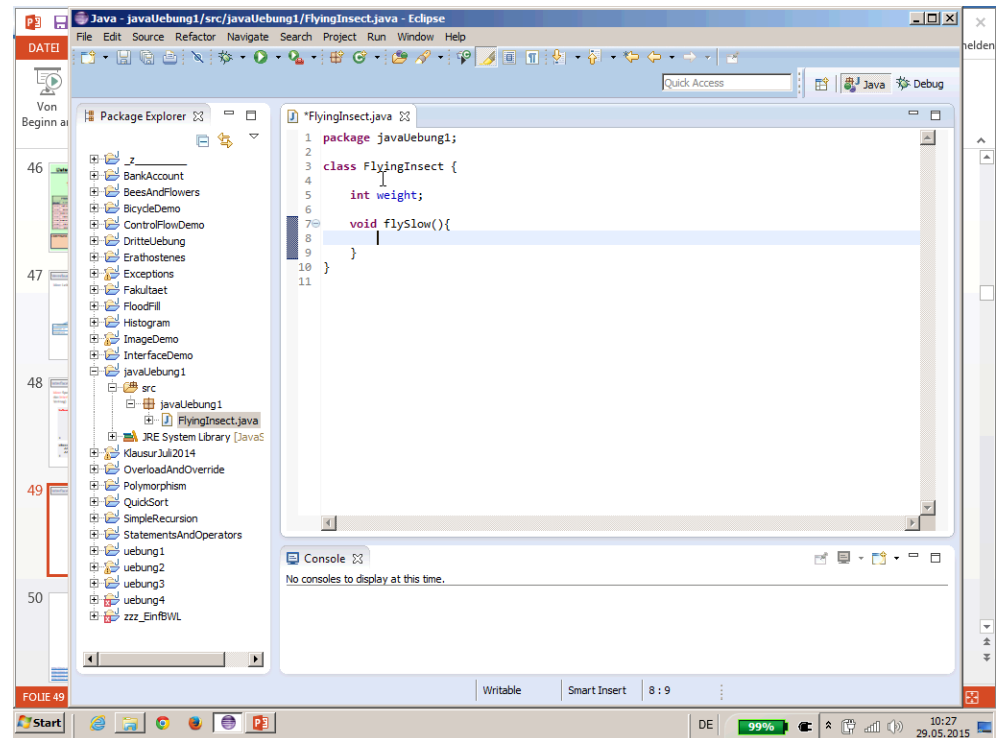 Java - javaUebung1/src/javaUebung1/FlyingInsect.java - Eclipse
File Edit Source Refactor Navigate Search Project Run Window Help
DATEI
Quick Access
Java
Debug
Von
Beginn
Package Explorer
*FlyingInsect.java
_z_________
BankAccount
BeesAndFlowers
BicycleDemo
ControlFlowDemo
DritteUebung
Erathostenes
Exceptions
Fakultaet
FloodFill
Histogram
ImageDemo
InterfaceDemo
javaUebung1
src
javaUebung1
FlyingInsect.java
JRE System Library [JavaS
KlausurJuli2014
OverloadAndOverride
Polymorphism
QuickSort
SimpleRecursion
StatementsAndOperators
uebung1
uebung2
uebung3
uebung4
zzz_EinfBWL
1 package javaUebung1;
2
3 class FlyingInsect {
4
5 int weight;
6
7 void flySlow(){
8
9 }
10 }
11
46
47
48
49
50
Console
No consoles to display at this time.
Writable
Smart Insert
8 : 9
FOLIE 49
Start
DE
99%
10:27
29.05.2015